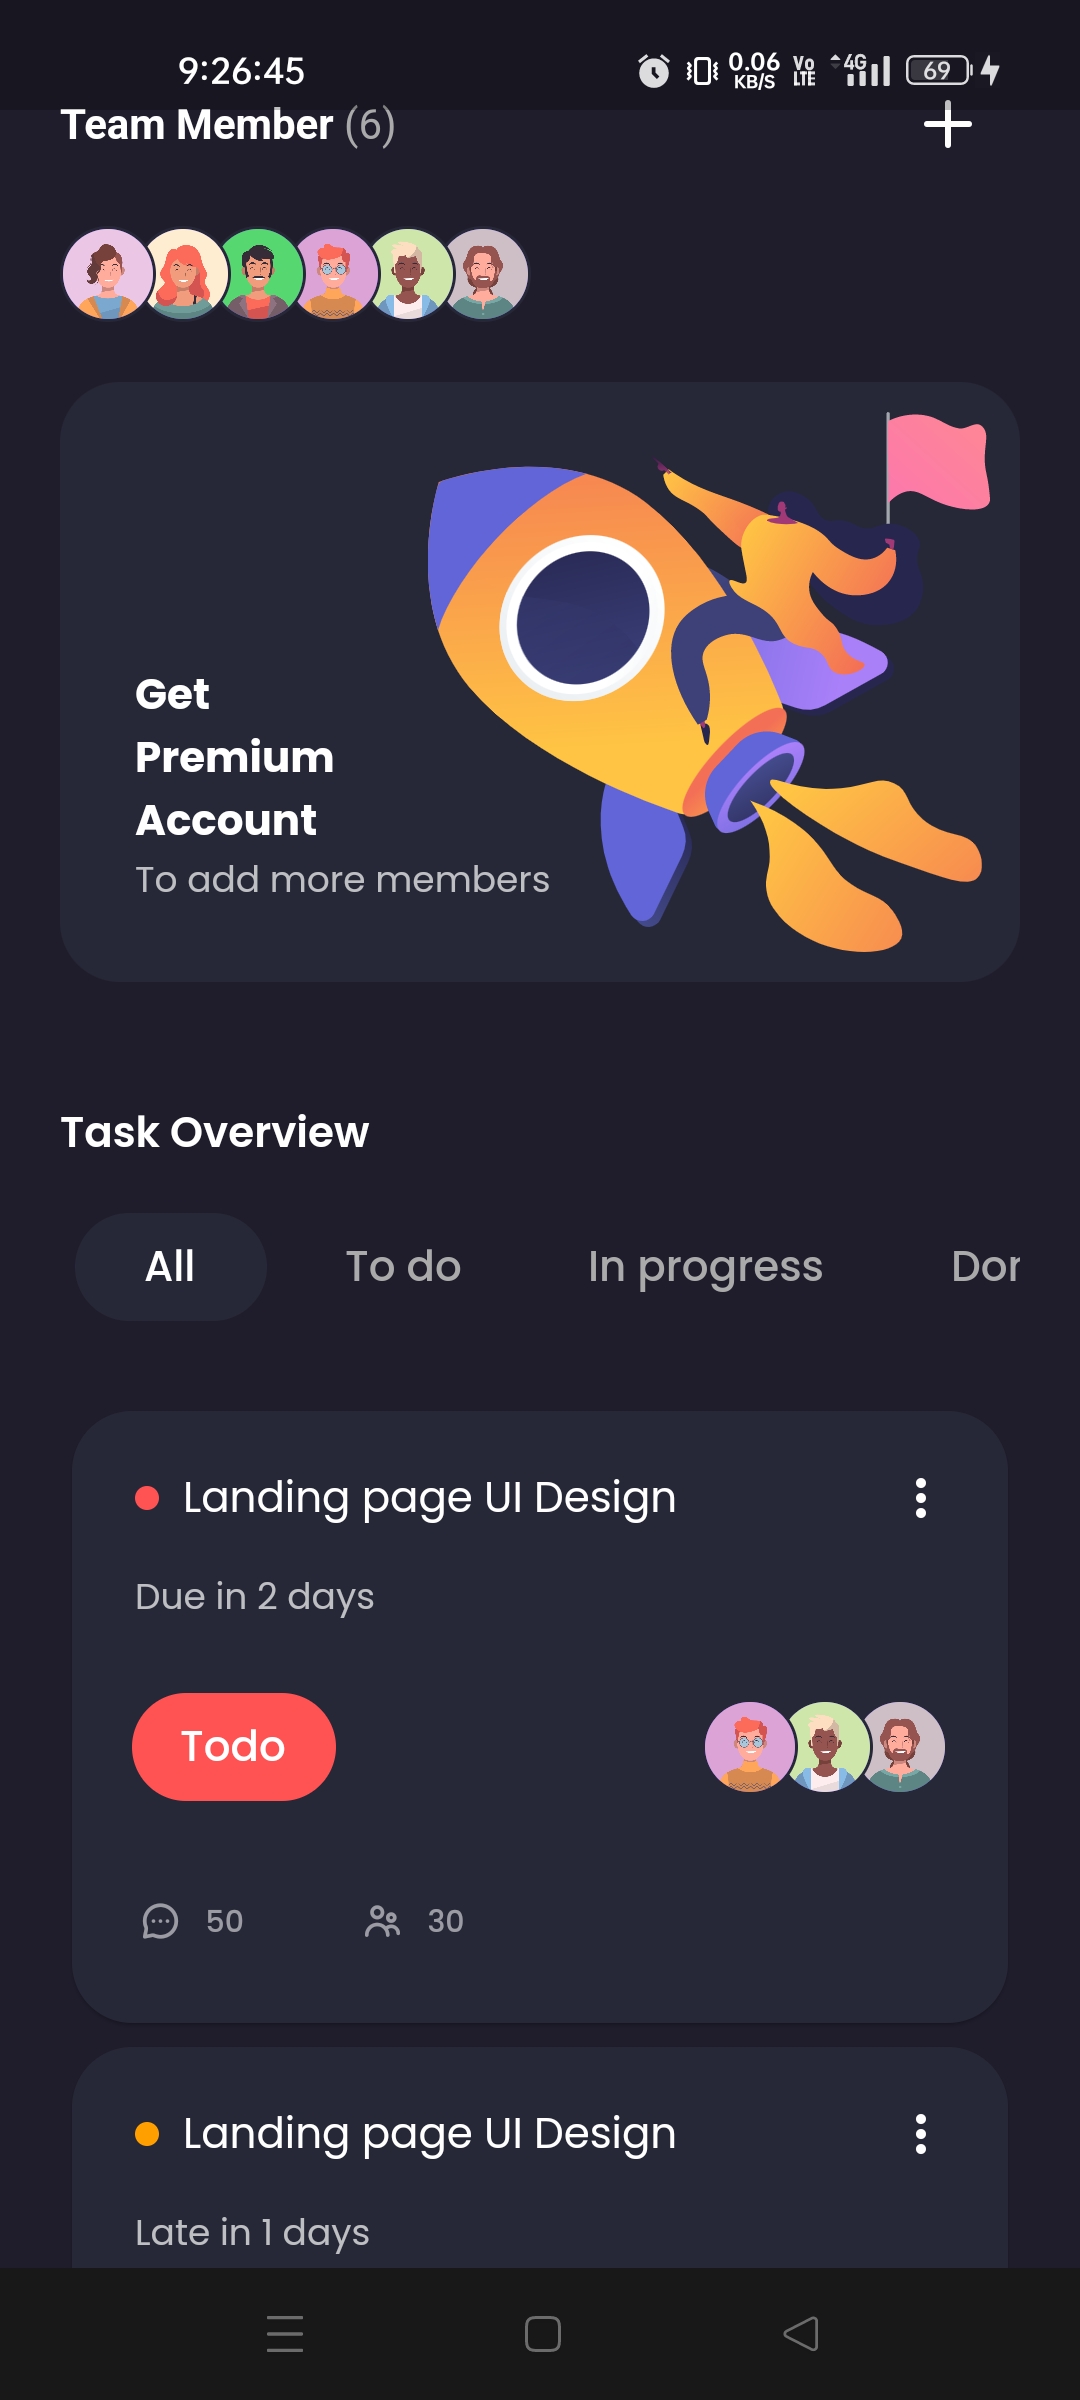 9:26:45
0.06
KB/S
Vo
LTE
4G
69
Team Member (6)
Get
Premium
Account
To add more members
Task Overview
All To do In progress Dor
Landing page UI Design
Due in 2 days
Todo
50 30
Landing page UI Design
Late in 1 days